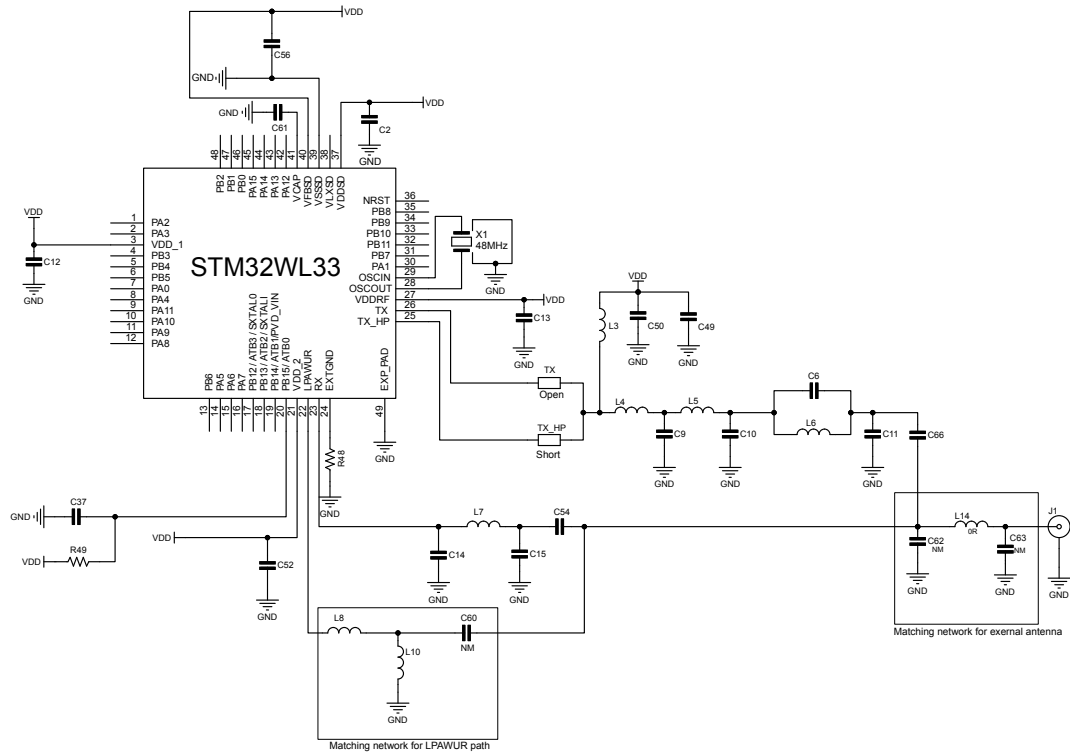 VDD
C56
GND
VDD
GND
C61
C2
GND
48
47
46
45
44
43
42
41
40
39
38
37
PB2
PB1
PB0
PA15
PA14
PA13
PA12
VCAP
VFBSD
VSSSD
VLXSD
VDDSD
VDD
C12
GND
1 PA2
2 PA3
3 VDD_1
4 PB3
5 PB4
6 PB5
7 PA0
8 PA4
9 PA11
10 PA10
11 PA9
12 PA8
STM32WL33
NRST 36
PB8 35
PB9 34
PB10 33
PB11 32
PB7 31
PA1 30
OSCIN 29
OSCOUT 28
VDDRF 27
TX 26
TX_HP 25
X1
48MHz
GND
VDD
C13
GND
PB6
PA5
PA6
PA7
PB12/ ATB3 / SXTAL0
PB13/ ATB2 / SXTALI
PB14/ ATB1/PVD_VIN
PB15/ ATB0
VDD_2
LPAWUR
RX
EXTGND
EXP_PAD
13
14
15
16
17
18
19
20
21
22
23
24
49
GND
R48
GND
VDD
L3
C50
C49
GND
GND
TX
Open
TX_HP
Short
L4
L5
C6
L6
C9
C10
C11
C66
GND
GND
GND
C37
GND
R49
VDD
VDD
C52
GND
L7
C54
C14
C15
GND
GND
L14
0R
J1
C62
NM
C63
NM
GND
GND
GND
Matching network for exernal antenna
L8
C60
NM
L10
GND
Matching network for LPAWUR path